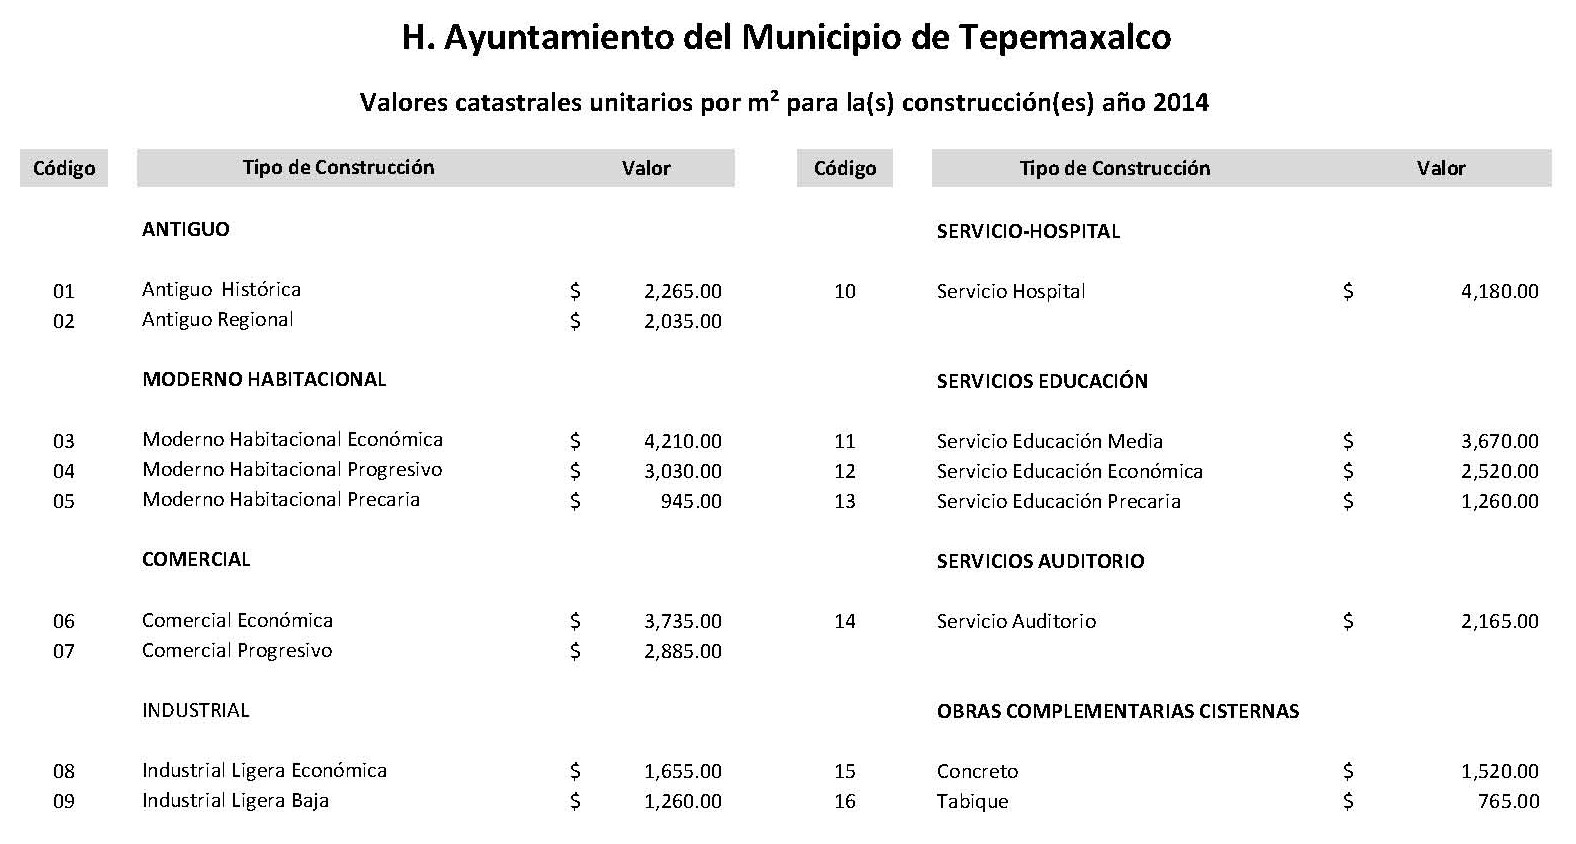 H. Ayuntamiento del Municipio de Tepemaxalco
Valores catastrales unitarios por m² para la(s) construcción(es) año 2014
Código Tipo de Construcción Valor
ANTIGUO
01 Antiguo Histórica $ 2,265.00
02 Antiguo Regional $ 2,035.00
MODERNO HABITACIONAL
03 Moderno Habitacional Económica $ 4,210.00
04 Moderno Habitacional Progresivo $ 3,030.00
05 Moderno Habitacional Precaria $ 945.00
COMERCIAL
06 Comercial Económica $ 3,735.00
07 Comercial Progresivo $ 2,885.00
INDUSTRIAL
08 Industrial Ligera Económica $ 1,655.00
09 Industrial Ligera Baja $ 1,260.00
Código Tipo de Construcción Valor
SERVICIO-HOSPITAL
10 Servicio Hospital $ 4,180.00
SERVICIOS EDUCACIÓN
11 Servicio Educación Media $ 3,670.00
12 Servicio Educación Económica $ 2,520.00
13 Servicio Educación Precaria $ 1,260.00
SERVICIOS AUDITORIO
14 Servicio Auditorio $ 2,165.00
OBRAS COMPLEMENTARIAS CISTERNAS
15 Concreto $ 1,520.00
16 Tabique $ 765.00